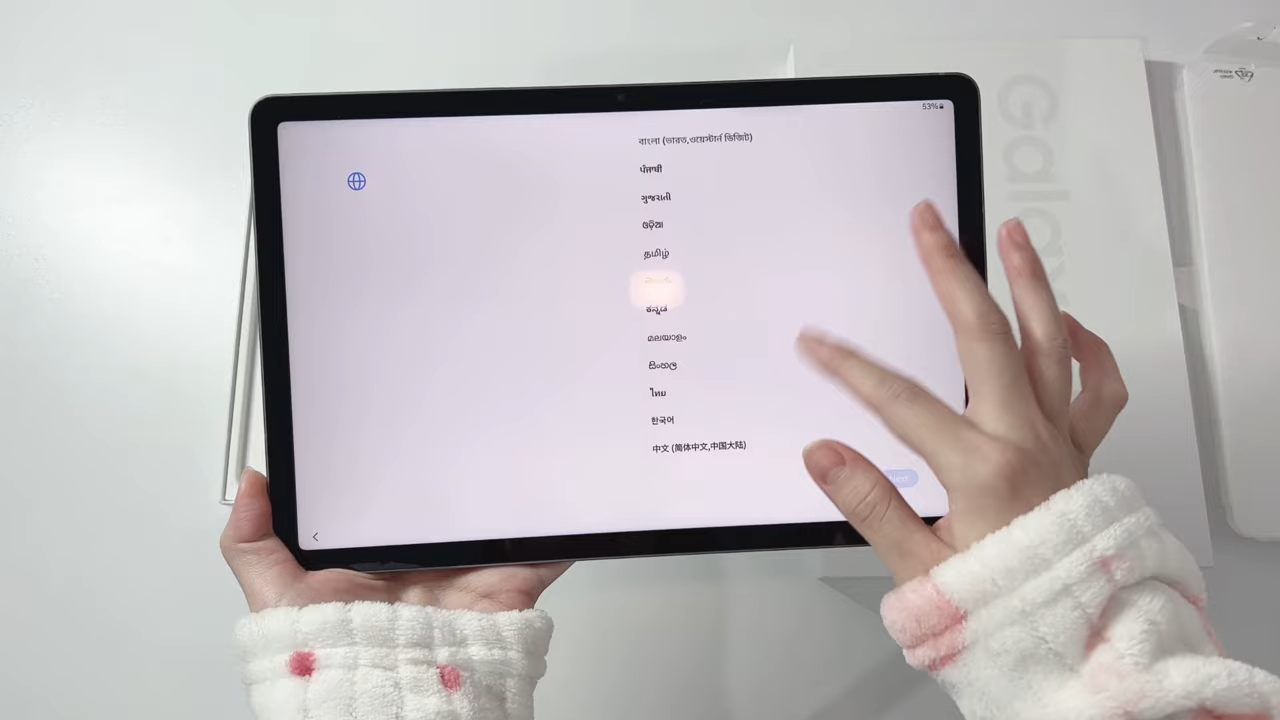 53%
বাংলা (ভারত,ওয়েস্টার্ন ডিজিট)
ਪੰਜਾਬੀ
ગુજરાતી
ଓଡ଼ିଆ
தமிழ்
ಕನ್ನಡ
മലയാളം
සිංහල
ไทย
한국어
中文 (简体中文,中国大陆)